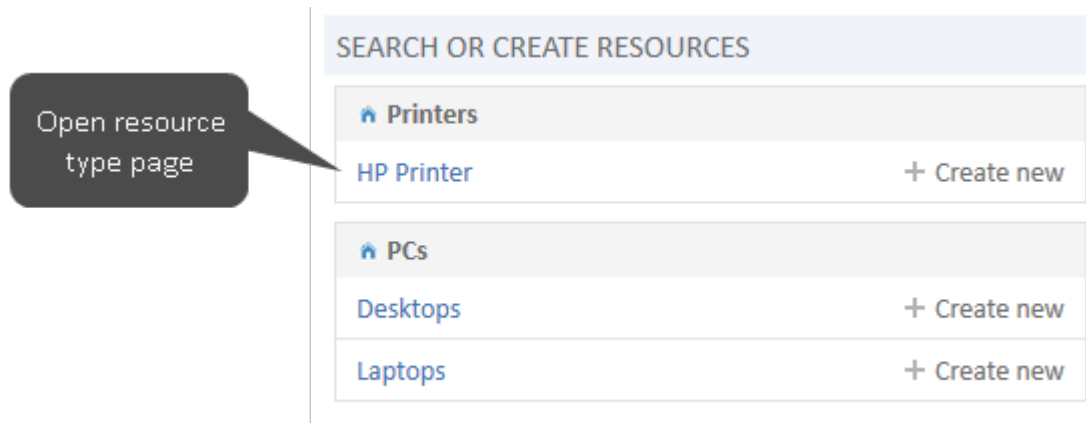 SEARCH OR CREATE RESOURCES
Printers
Open resource
type page
HP Printer + Create new
PCs
Desktops + Create new
Laptops + Create new